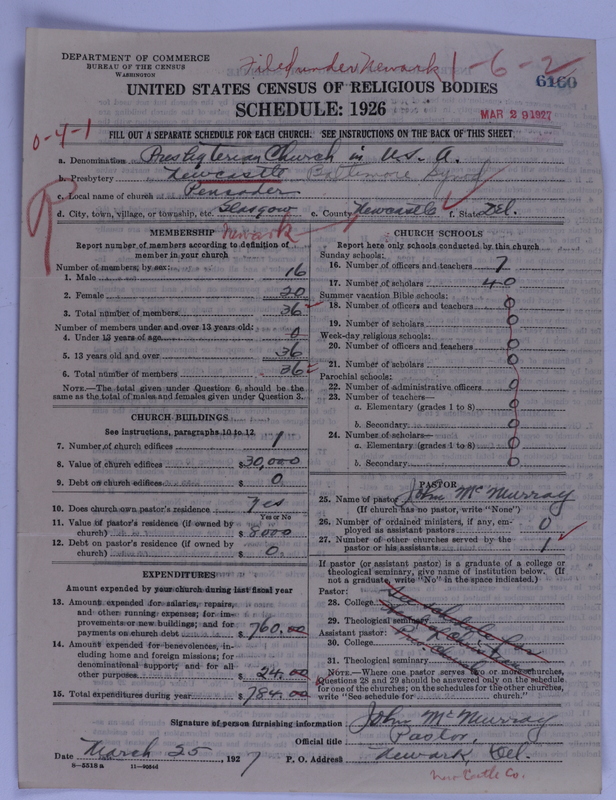 DEPARTMENT OF COMMERCE
BUREAU OF THE CENSUS
WASHINGTON
Filed under Newark 1-6-2
6160
UNITED STATES CENSUS OF RELIGIOUS BODIES
SCHEDULE: 1926
MAR 29 1927
0-4-1
FILL OUT A SEPARATE SCHEDULE FOR EACH CHURCH. SEE INSTRUCTIONS ON THE BACK OF THIS SHEET
a. Denomination Presbyterian Church in U.S.A.
b. Presbytery Newcastle Baltimore Synod
c. Local name of church Pencader
d. City, town, village, or township, etc. Glasgow e. County Newcastle f. State Del.
Newark
MEMBERSHIP
Report number of members according to definition of
member in your church
Number of members, by sex:
1. Male 16
2. Female 20
3. Total number of members 36
Number of members under and over 13 years old:
4. Under 13 years of age 0
5. 13 years old and over 36
6. Total number of members 36
NOTE.—The total given under Question 6, should be the
same as the total of males and females given under Question 3.
CHURCH BUILDINGS
See instructions, paragraphs 10 to 12
7. Number of church edifices 1
8. Value of church edifices $30,000
9. Debt on church edifices $0
10. Does church own pastor's residence Yes
Yes or No
11. Value of pastor's residence (if owned by
church) $8000
12. Debt on pastor's residence (if owned by
church) $0.
EXPENDITURES
Amount expended by your church during last fiscal year
13. Amount expended for salaries, repairs,
and other running expenses; for im-
provements or new buildings; and for
payments on church debt $760.00
14. Amount expended for benevolences, in-
cluding home and foreign missions; for
denominational support; and for all
other purposes $24.00
15. Total expenditures during year $784.00
CHURCH SCHOOLS
Report here only schools conducted by this church
Sunday schools:
16. Number of officers and teachers 7
17. Number of scholars 40
Summer vacation Bible schools:
18. Number of officers and teachers 0
19. Number of scholars 0
Week-day religious schools:
20. Number of officers and teachers 0
21. Number of scholars 0
Parochial schools:
22. Number of administrative officers 0
23. Number of teachers—
a. Elementary (grades 1 to 8) 0
b. Secondary 0
24. Number of scholars—
a. Elementary (grades 1 to 8) 0
b. Secondary 0
PASTOR
25. Name of pastor John McMurray
(If church has no pastor, write "None")
26. Number of ordained ministers, if any, em-
ployed as assistant pastors 0
27. Number of other churches served by the
pastor or his assistants 1
If pastor (or assistant pastor) is a graduate of a college or
theological seminary, give name of institution below. (If
not a graduate, write "No" in the space indicated.)
Pastor:
28. College See schedule for
29. Theological seminary
Assistant pastor:
30. College
31. Theological seminary
NOTE.—Where one pastor serves two or more churches,
Questions 28 and 29 should be answered only on the schedule
for one of the churches; on the schedules for the other churches,
write "See schedule for church."
Signature of person furnishing information John McMurray
Official title Pastor,
Date March 25, 1927 P. O. Address Newark Del.
8-5518a 11-9054d
New Castle Co.